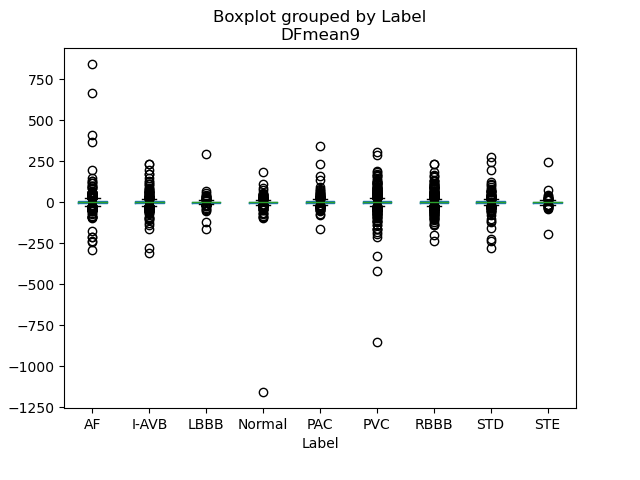 Boxplot grouped by Label
DFmean9
750
500
250
0
−250
−500
−750
−1000
−1250
AF I-AVB LBBB Normal PAC PVC RBBB STD STE
Label